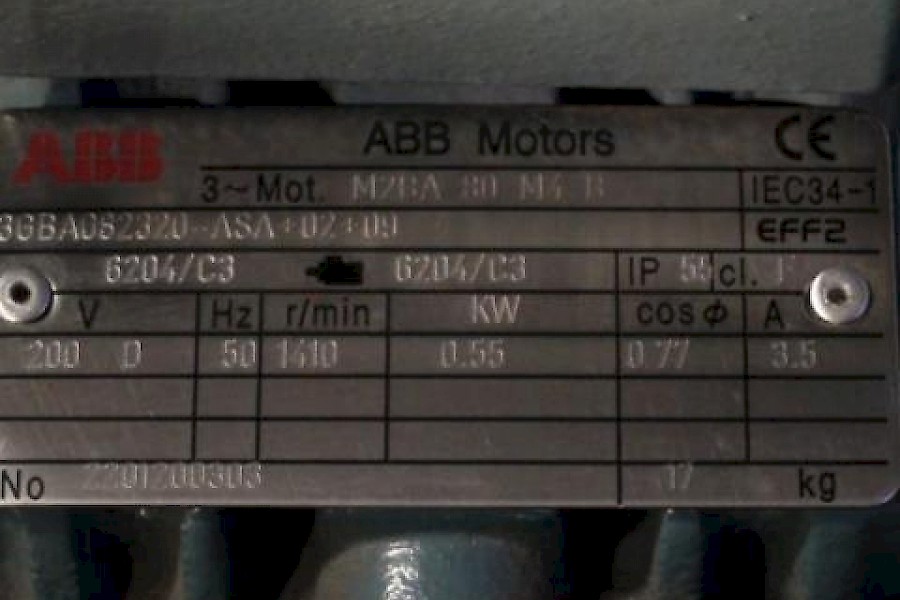 ABB ABB Motors CE
3~Mot. M2BA 80 M4 B IEC34-1
3GBA082320-ASA+02+09 EFF2
6204/C3 6204/C3 IP 55 cl. F
V Hz r/min KW cos ϕ A
200 D 50 1410 0.55 0.77 3.5
No 2201200303 17 kg